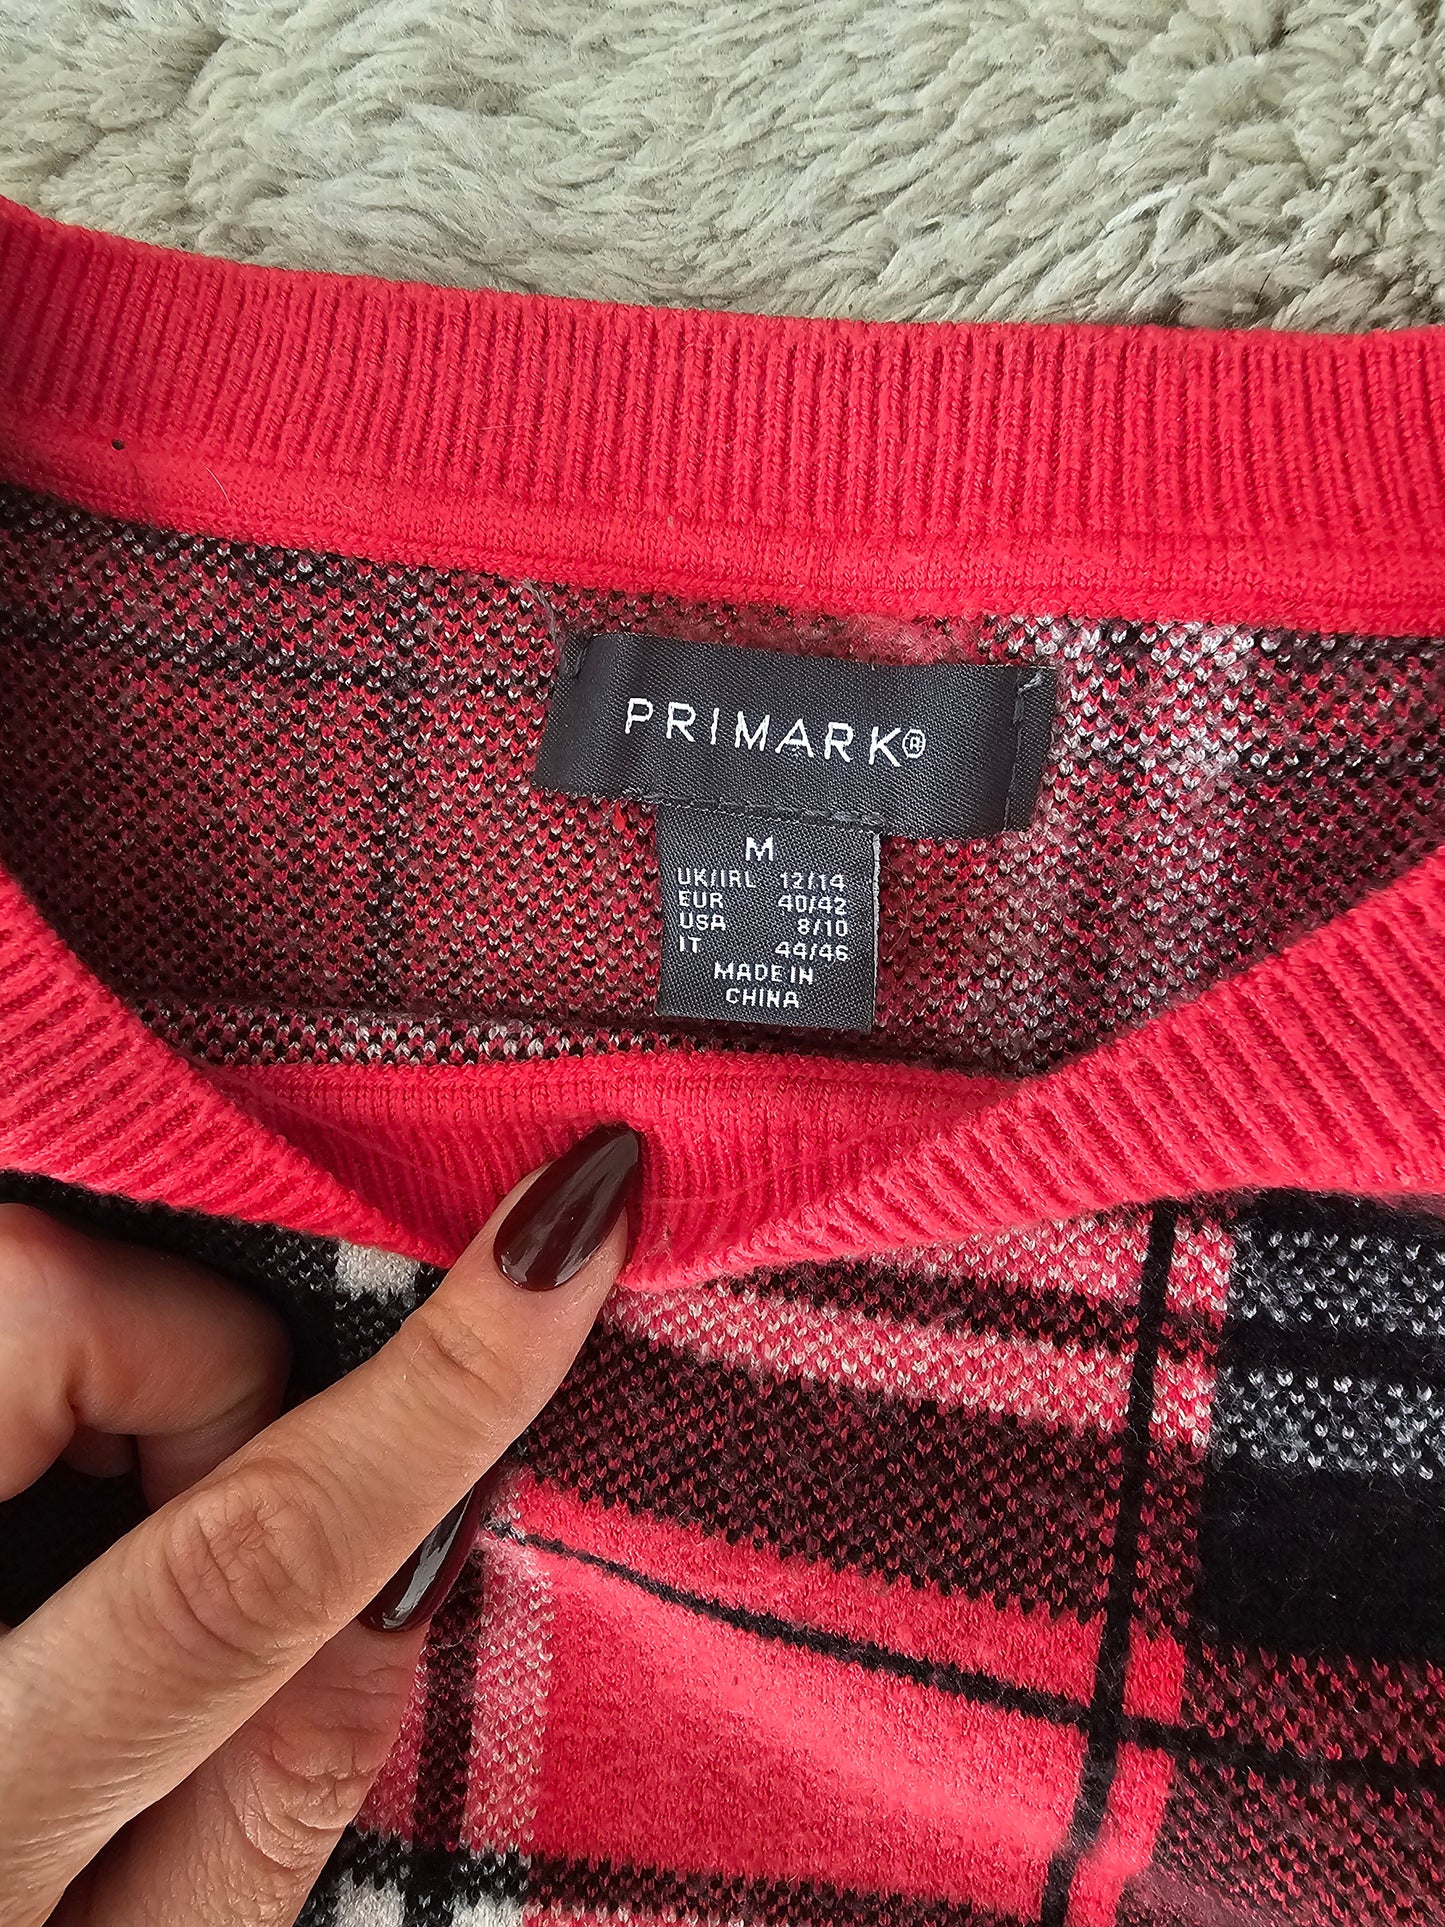 PRIMARK®
M
UK/IRL 12/14
EUR 40/42
USA 8/10
IT 44/46
MADE IN
CHINA